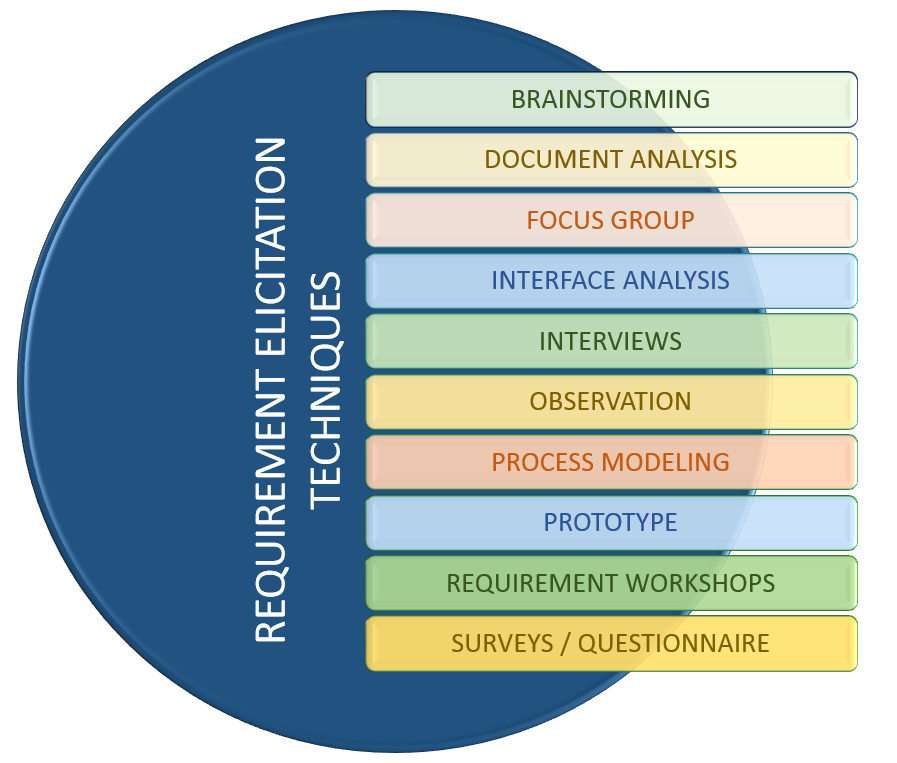 REQUIREMENT ELICITATION
TECHNIQUES
BRAINSTORMING
DOCUMENT ANALYSIS
FOCUS GROUP
INTERFACE ANALYSIS
INTERVIEWS
OBSERVATION
PROCESS MODELING
PROTOTYPE
REQUIREMENT WORKSHOPS
SURVEYS / QUESTIONNAIRE